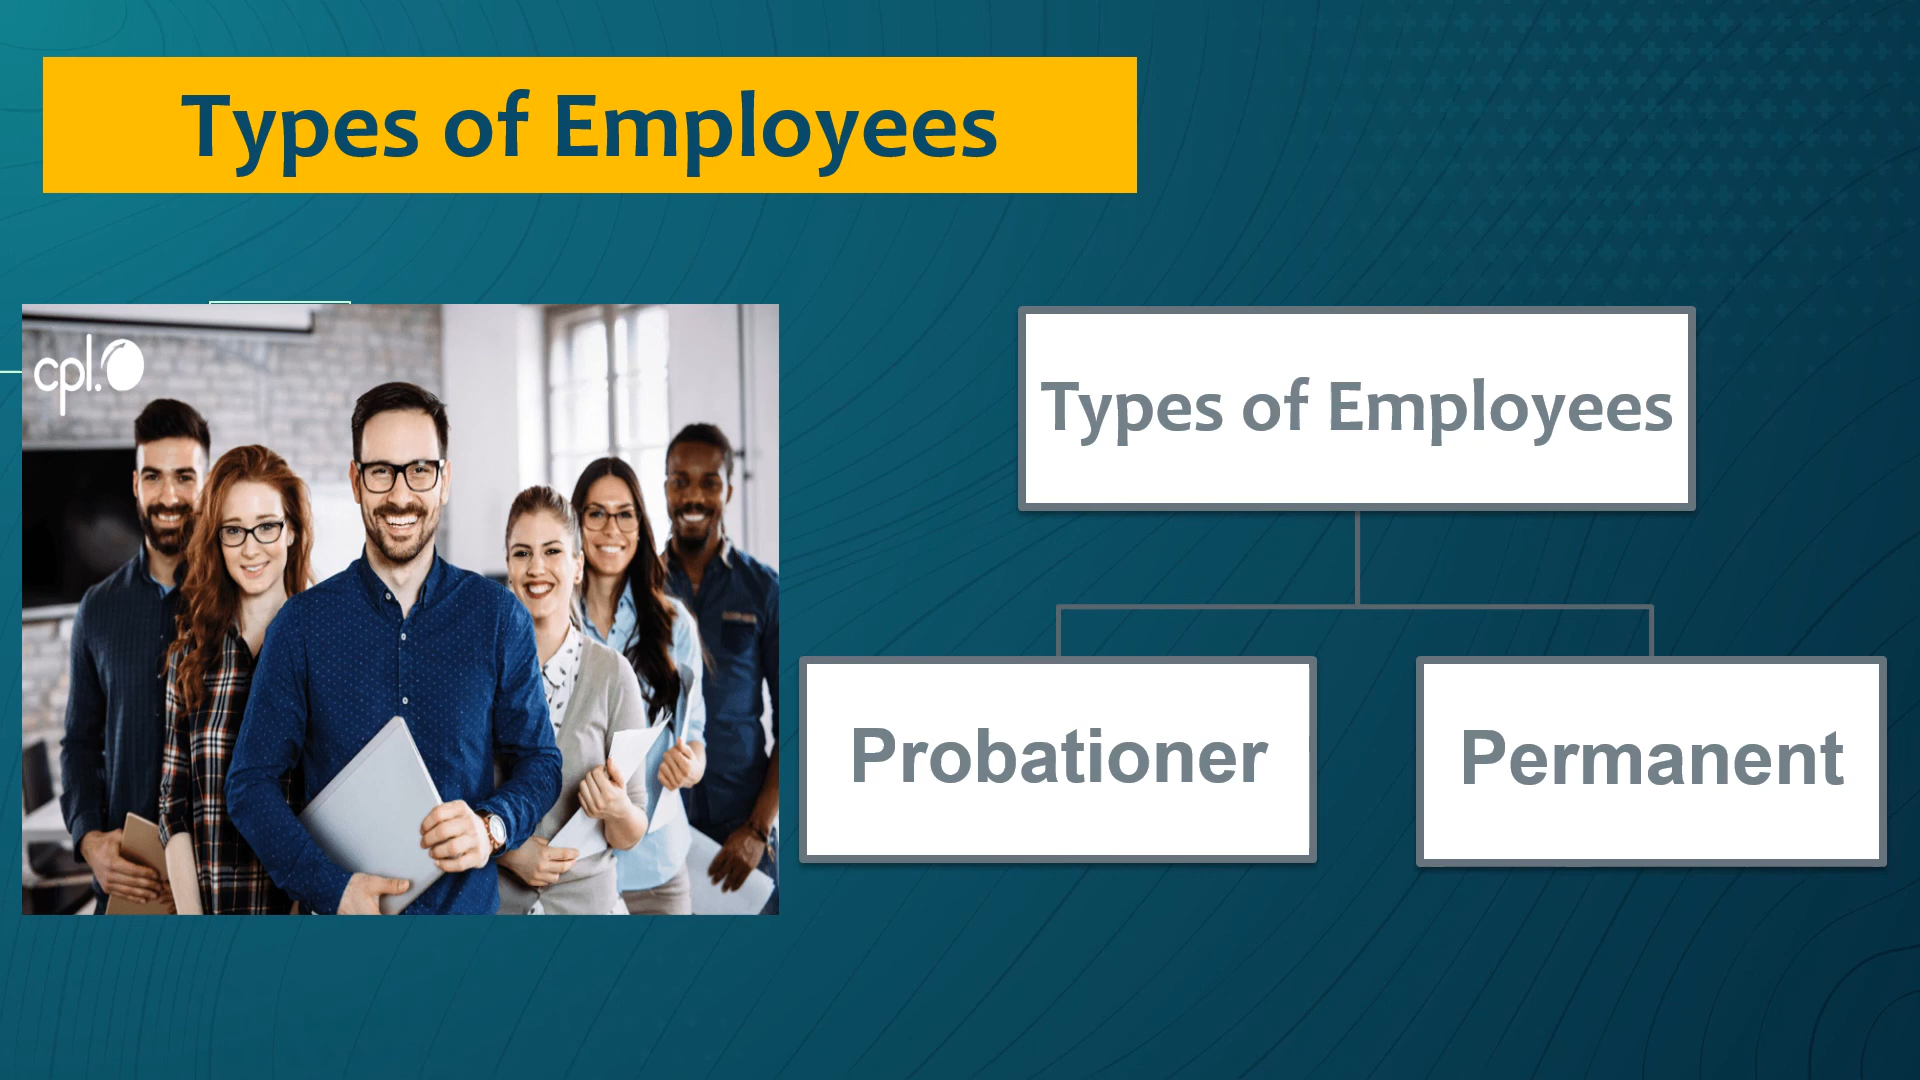 Types of Employees
cpl.
Types of Employees
Probationer
Permanent